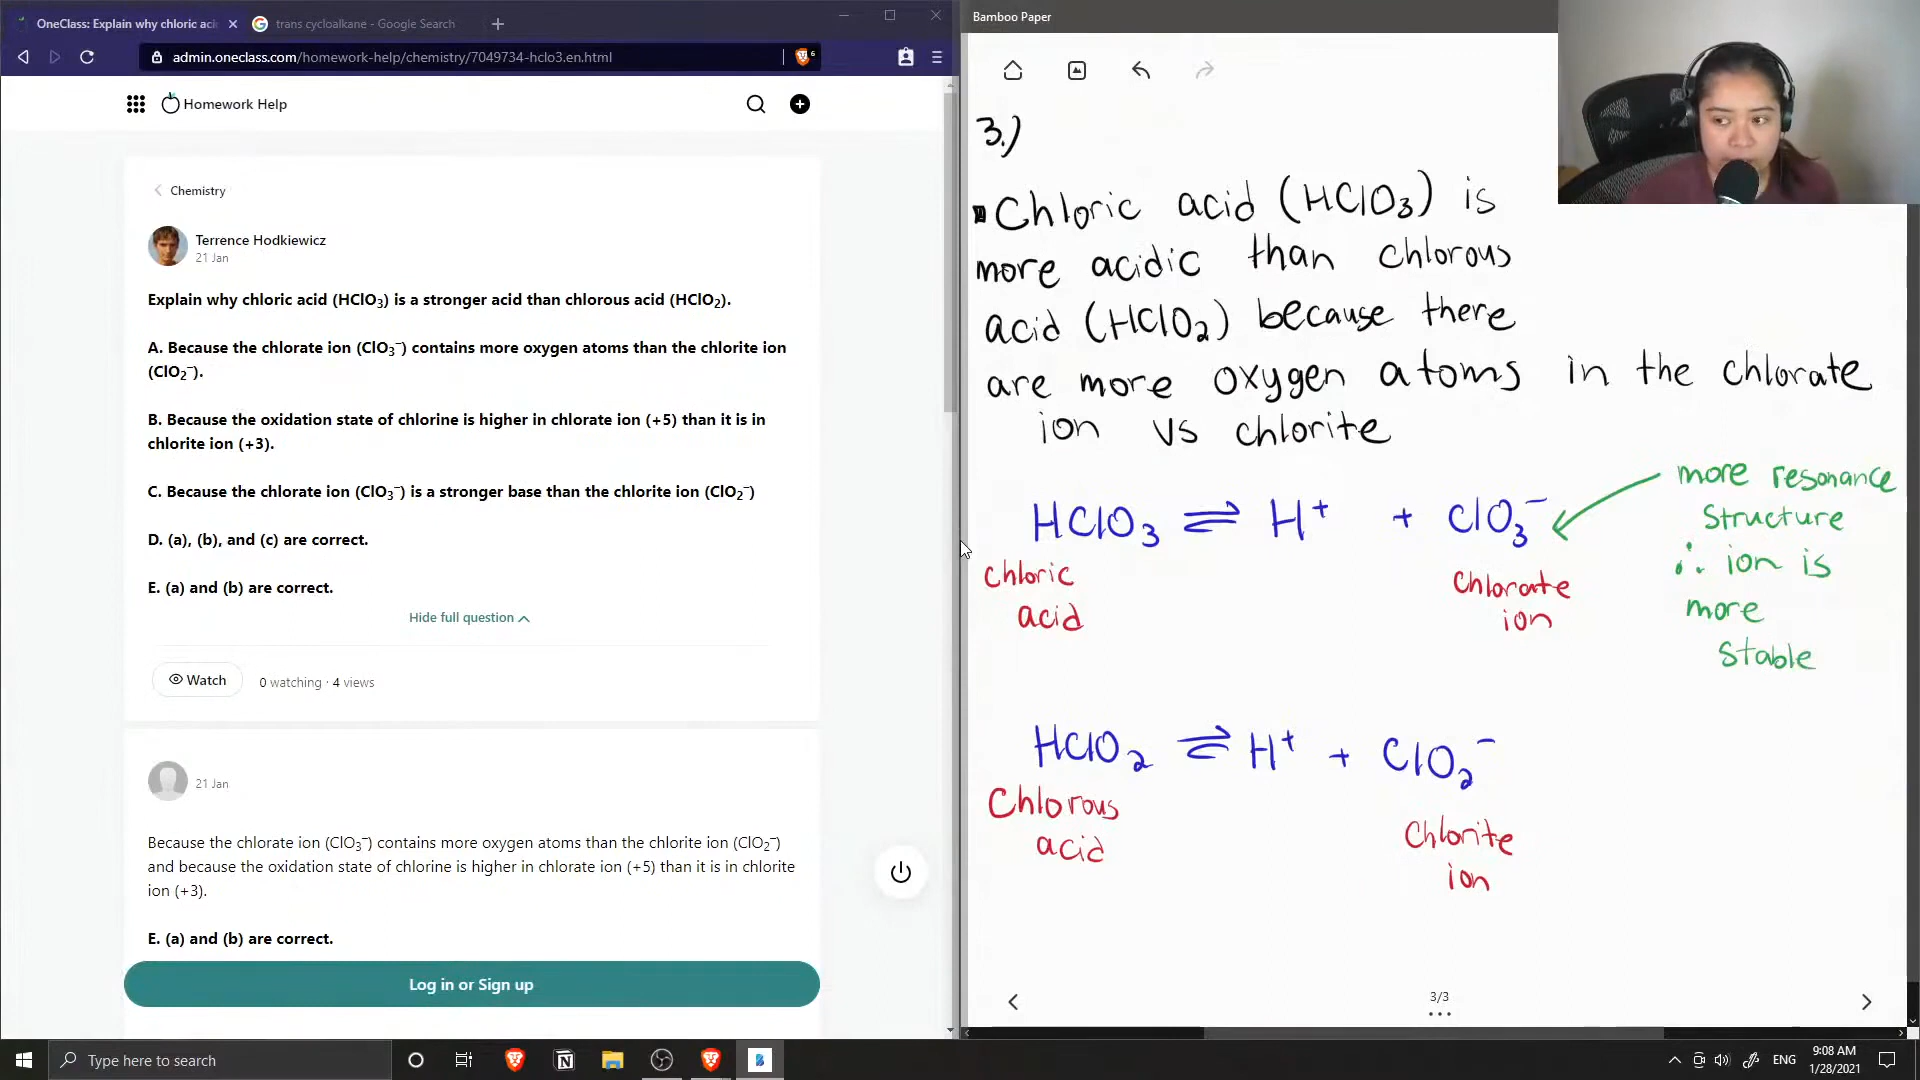 OneClass: Explain why chloric aci
trans cycloalkane - Google Search
admin.oneclass.com/homework-help/chemistry/7049734-hclo3.en.html
6
Homework Help
Chemistry
Terrence Hodkiewicz
21 Jan
Explain why chloric acid (HClO₃) is a stronger acid than chlorous acid (HClO₂).
A. Because the chlorate ion (ClO₃⁻) contains more oxygen atoms than the chlorite ion
(ClO₂⁻).
B. Because the oxidation state of chlorine is higher in chlorate ion (+5) than it is in
chlorite ion (+3).
C. Because the chlorate ion (ClO₃⁻) is a stronger base than the chlorite ion (ClO₂⁻)
D. (a), (b), and (c) are correct.
E. (a) and (b) are correct.
Hide full question
Watch
0 watching · 4 views
21 Jan
Because the chlorate ion (ClO₃⁻) contains more oxygen atoms than the chlorite ion (ClO₂⁻)
and because the oxidation state of chlorine is higher in chlorate ion (+5) than it is in chlorite
ion (+3).
E. (a) and (b) are correct.
Log in or Sign up
Bamboo Paper
3.)
Chloric acid (HClO₃) is
more acidic than chlorous
acid (HClO₂) because there
are more oxygen atoms in the chlorate
ion vs chlorite
HClO₃ ⇌ H⁺ + ClO₃⁻
Chloric
acid
Chlorate
ion
more resonance
structure
∴ ion is
more
stable
HClO₂ ⇌ H⁺ + ClO₂⁻
Chlorous
acid
Chlorite
ion
3/3
Type here to search
ENG
9:08 AM
1/28/2021